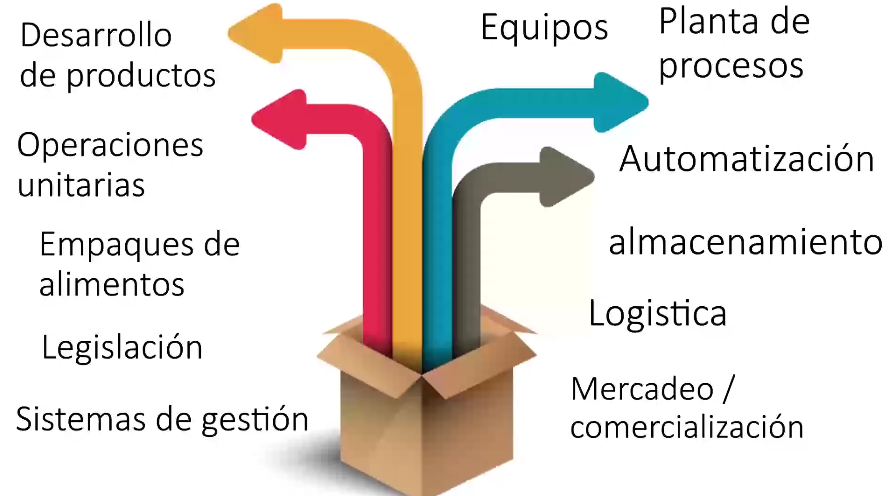 Desarrollo
de productos
Operaciones
unitarias
Empaques de
alimentos
Legislación
Sistemas de gestión
Equipos
Planta de
procesos
Automatización
almacenamiento
Logistica
Mercadeo /
comercialización